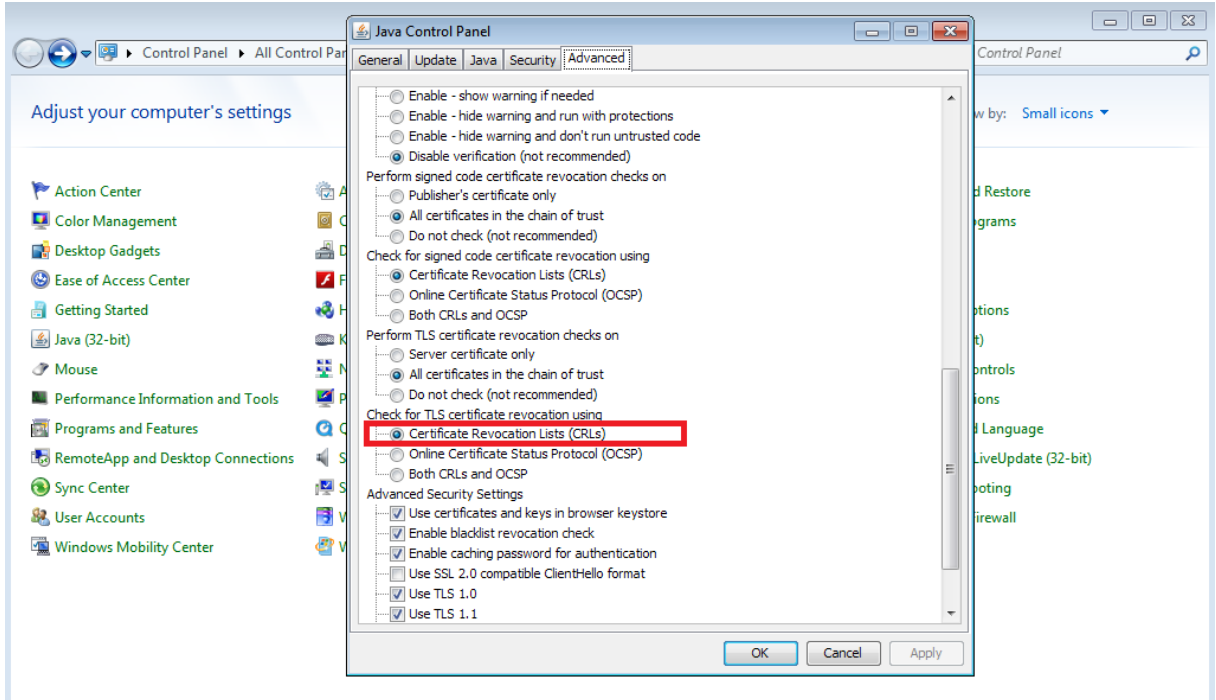 Java Control Panel
Control Panel All Control Par
Control Panel
General Update Java Security Advanced
Adjust your computer's settings
w by: Small icons
Enable - show warning if needed
Enable - hide warning and run with protections
Enable - hide warning and don't run untrusted code
Disable verification (not recommended)
Perform signed code certificate revocation checks on
Publisher's certificate only
All certificates in the chain of trust
Do not check (not recommended)
Check for signed code certificate revocation using
Certificate Revocation Lists (CRLs)
Online Certificate Status Protocol (OCSP)
Both CRLs and OCSP
Perform TLS certificate revocation checks on
Server certificate only
All certificates in the chain of trust
Do not check (not recommended)
Check for TLS certificate revocation using
Certificate Revocation Lists (CRLs)
Online Certificate Status Protocol (OCSP)
Both CRLs and OCSP
Advanced Security Settings
Use certificates and keys in browser keystore
Enable blacklist revocation check
Enable caching password for authentication
Use SSL 2.0 compatible ClientHello format
Use TLS 1.0
Use TLS 1.1
OK Cancel Apply
Action Center
Color Management
Desktop Gadgets
Ease of Access Center
Getting Started
Java (32-bit)
Mouse
Performance Information and Tools
Programs and Features
RemoteApp and Desktop Connections
Sync Center
User Accounts
Windows Mobility Center
d Restore
ograms
ptions
t)
ontrols
ions
d Language
LiveUpdate (32-bit)
ooting
irewall